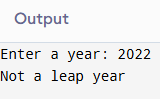 Output
Enter a year: 2022
Not a leap year